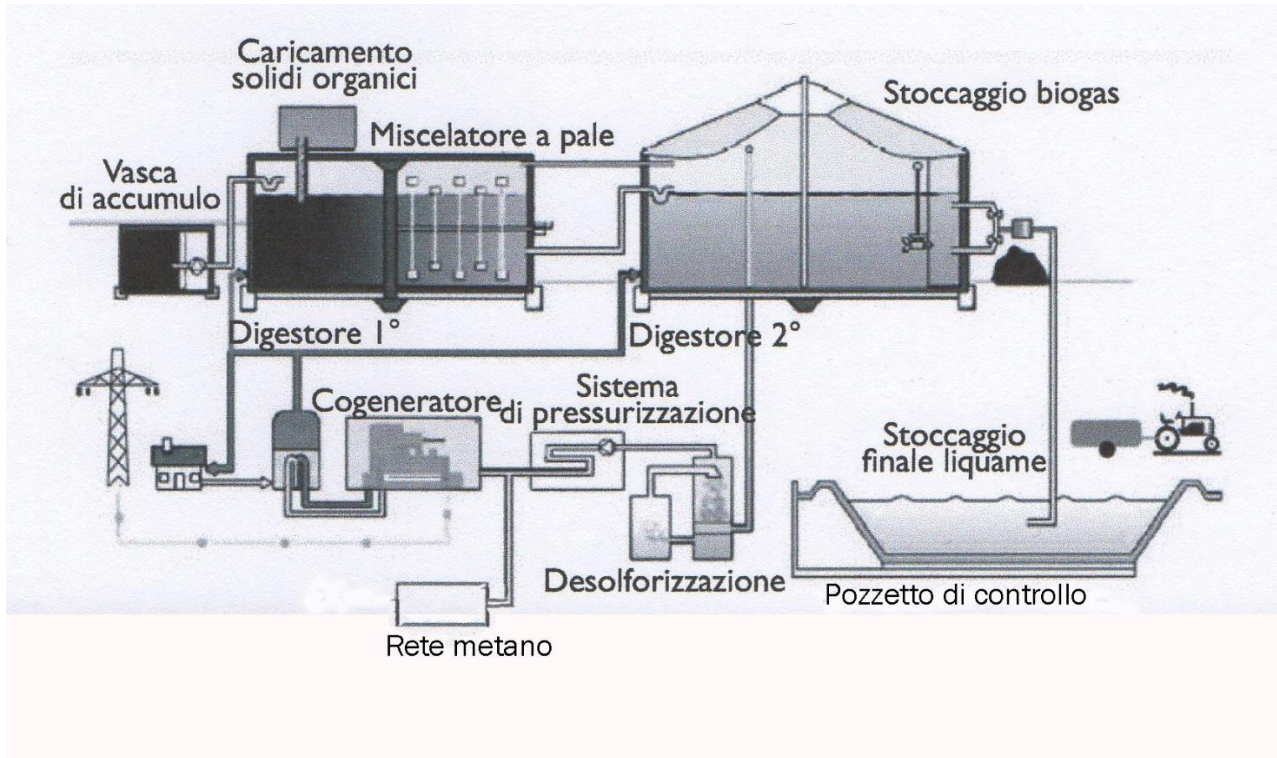 Caricamento
solidi organici
Stoccaggio biogas
Miscelatore a pale
Vasca
di accumulo
Digestore 1°
Digestore 2°
Cogeneratore
Sistema
di pressurizzazione
Stoccaggio
finale liquame
Desolforizzazione
Pozzetto di controllo
Rete metano